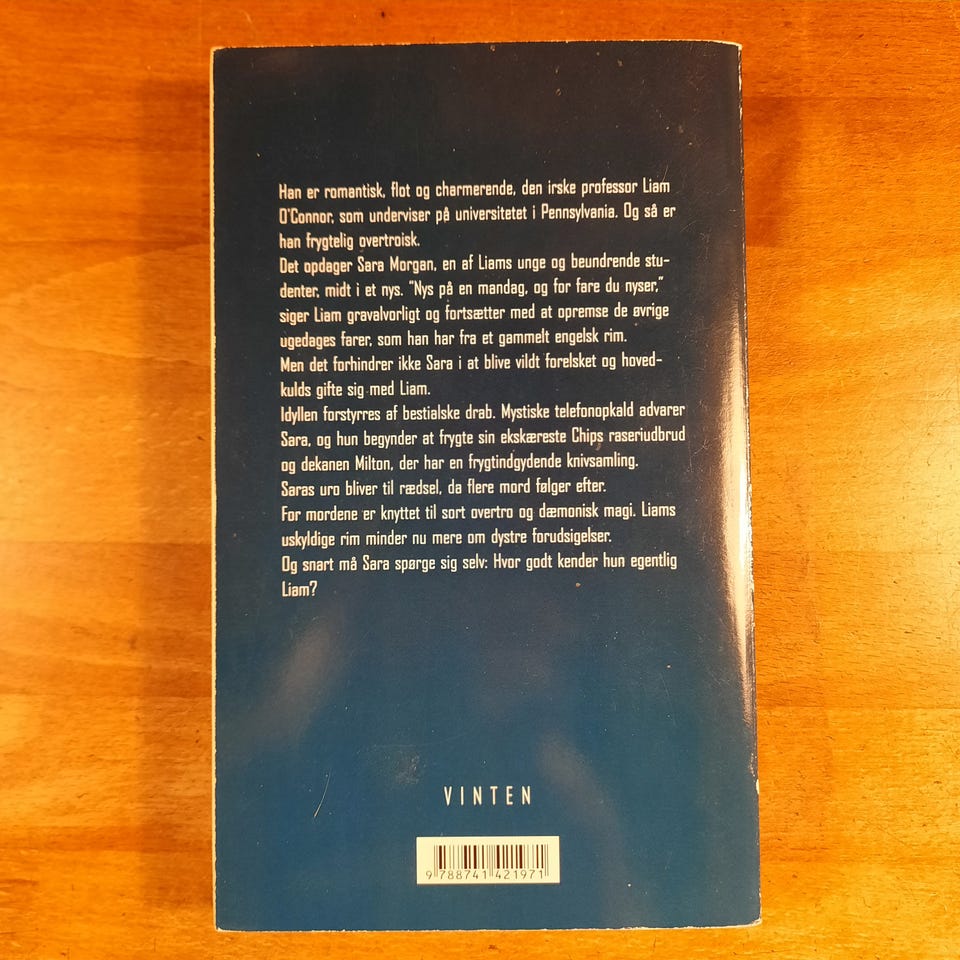 Han er romantisk, flot og charmerende, den irske professor Liam
O'Connor, som underviser på universitetet i Pennsylvania. Og så er
han frygtelig overtroisk.
Det opdager Sara Morgan, en af Liams unge og beundrende stu-
denter, midt i et nys. "Nys på en mandag, og for fare du nyser,"
siger Liam gravalvorligt og fortsætter med at opremse de øvrige
ugedages farer, som han har fra et gammelt engelsk rim.
Men det forhindrer ikke Sara i at blive vildt forelsket og hoved-
kulds gifte sig med Liam.
Idyllen forstyrres af bestialske drab. Mystiske telefonopkald advarer
Sara, og hun begynder at frygte sin ekskæreste Chips raseriudbrud
og dekanen Milton, der har en frygtindgydende knivsamling.
Saras uro bliver til rædsel, da flere mord følger efter.
For mordene er knyttet til sort overtro og dæmonisk magi. Liams
uskyldige rim minder nu mere om dystre forudsigelser.
Og snart må Sara spørge sig selv: Hvor godt kender hun egentlig
Liam?
VINTEN
9 788741 421971